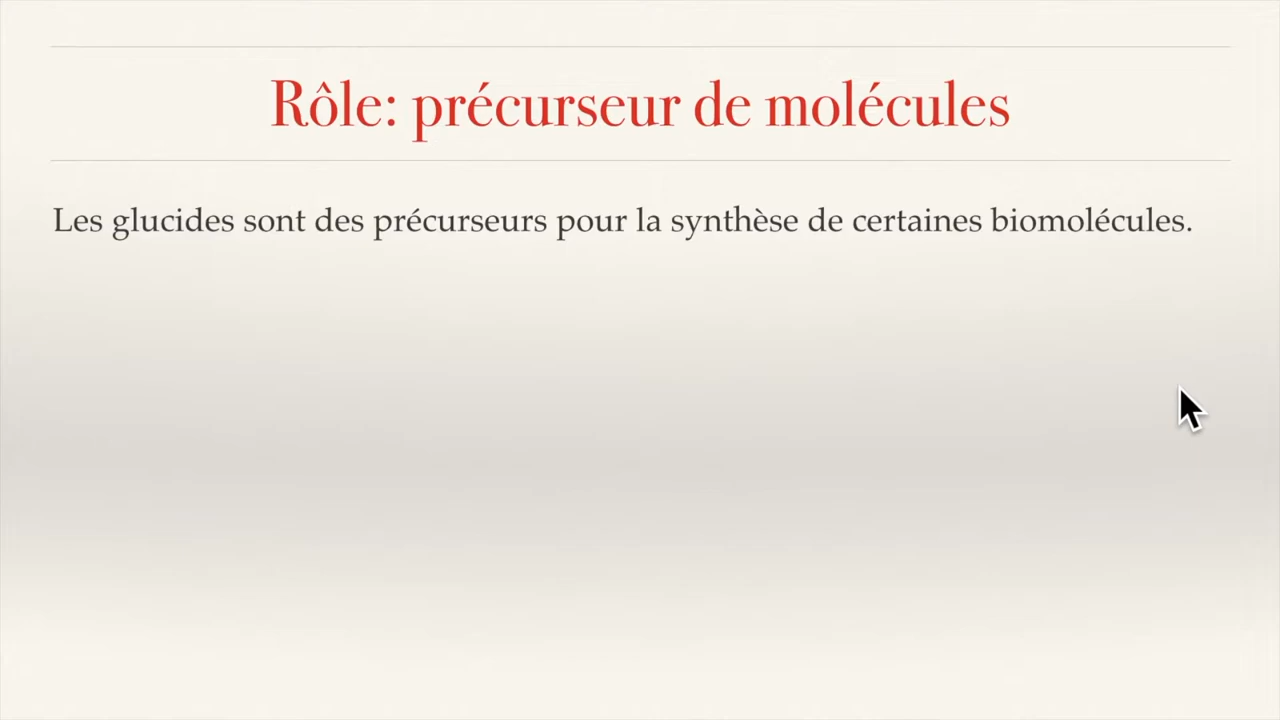 Rôle: précurseur de molécules
Les glucides sont des précurseurs pour la synthèse de certaines biomolécules.